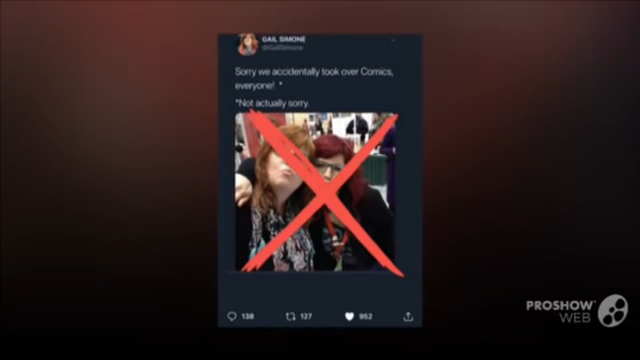 GAIL SIMONE
@GailSimone
Sorry we accidentally took over Comics,
everyone! *
*Not actually sorry.
138 127 952
PROSHOW
WEB